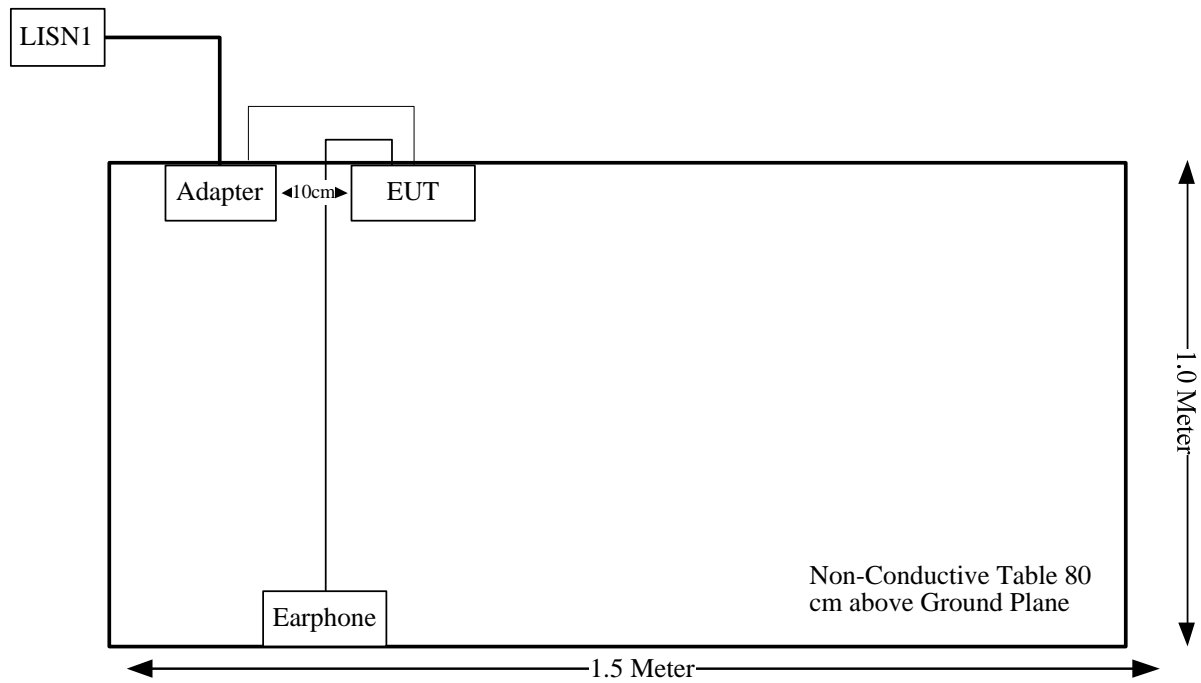 LISN1
Adapter
10cm
EUT
1.0 Meter
Non-Conductive Table 80
cm above Ground Plane
Earphone
1.5 Meter